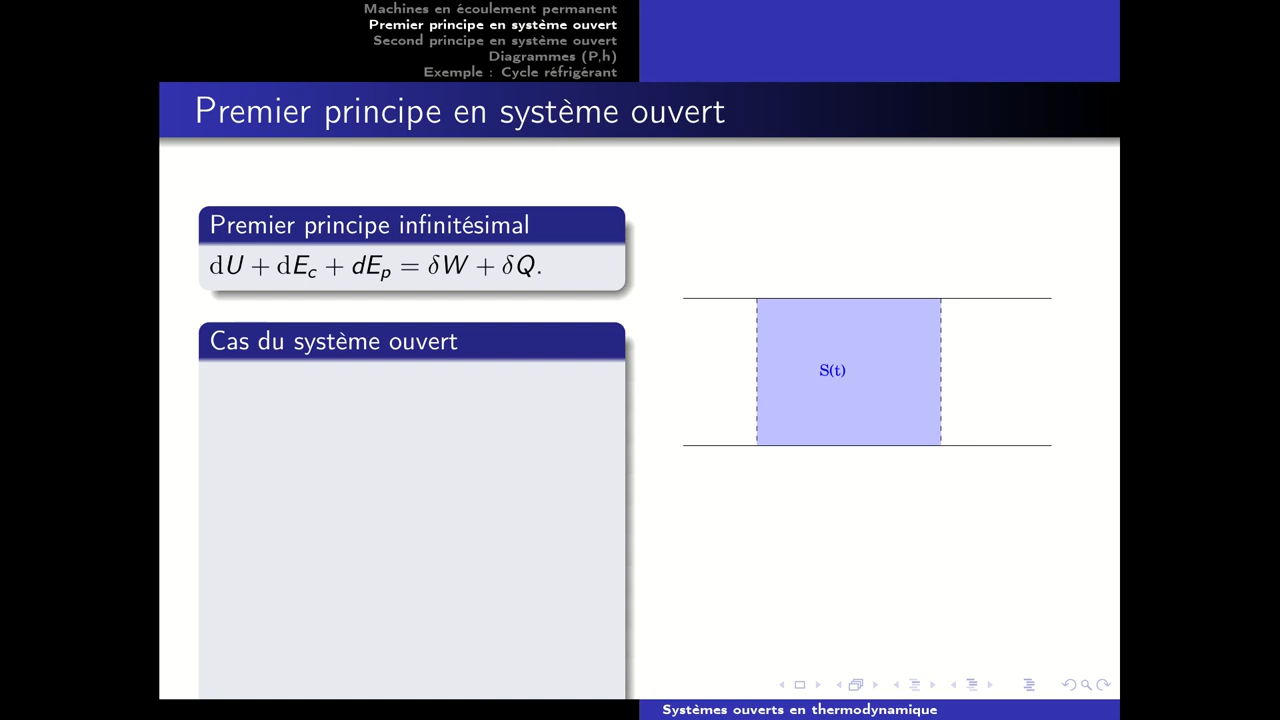 Machines en écoulement permanent
Premier principe en système ouvert
Second principe en système ouvert
Diagrammes (P,h)
Exemple : Cycle réfrigérant
Premier principe en système ouvert
Premier principe infinitésimal
dU + dE_c + dE_p = δW + δQ.
Cas du système ouvert
S(t)
Systèmes ouverts en thermodynamique